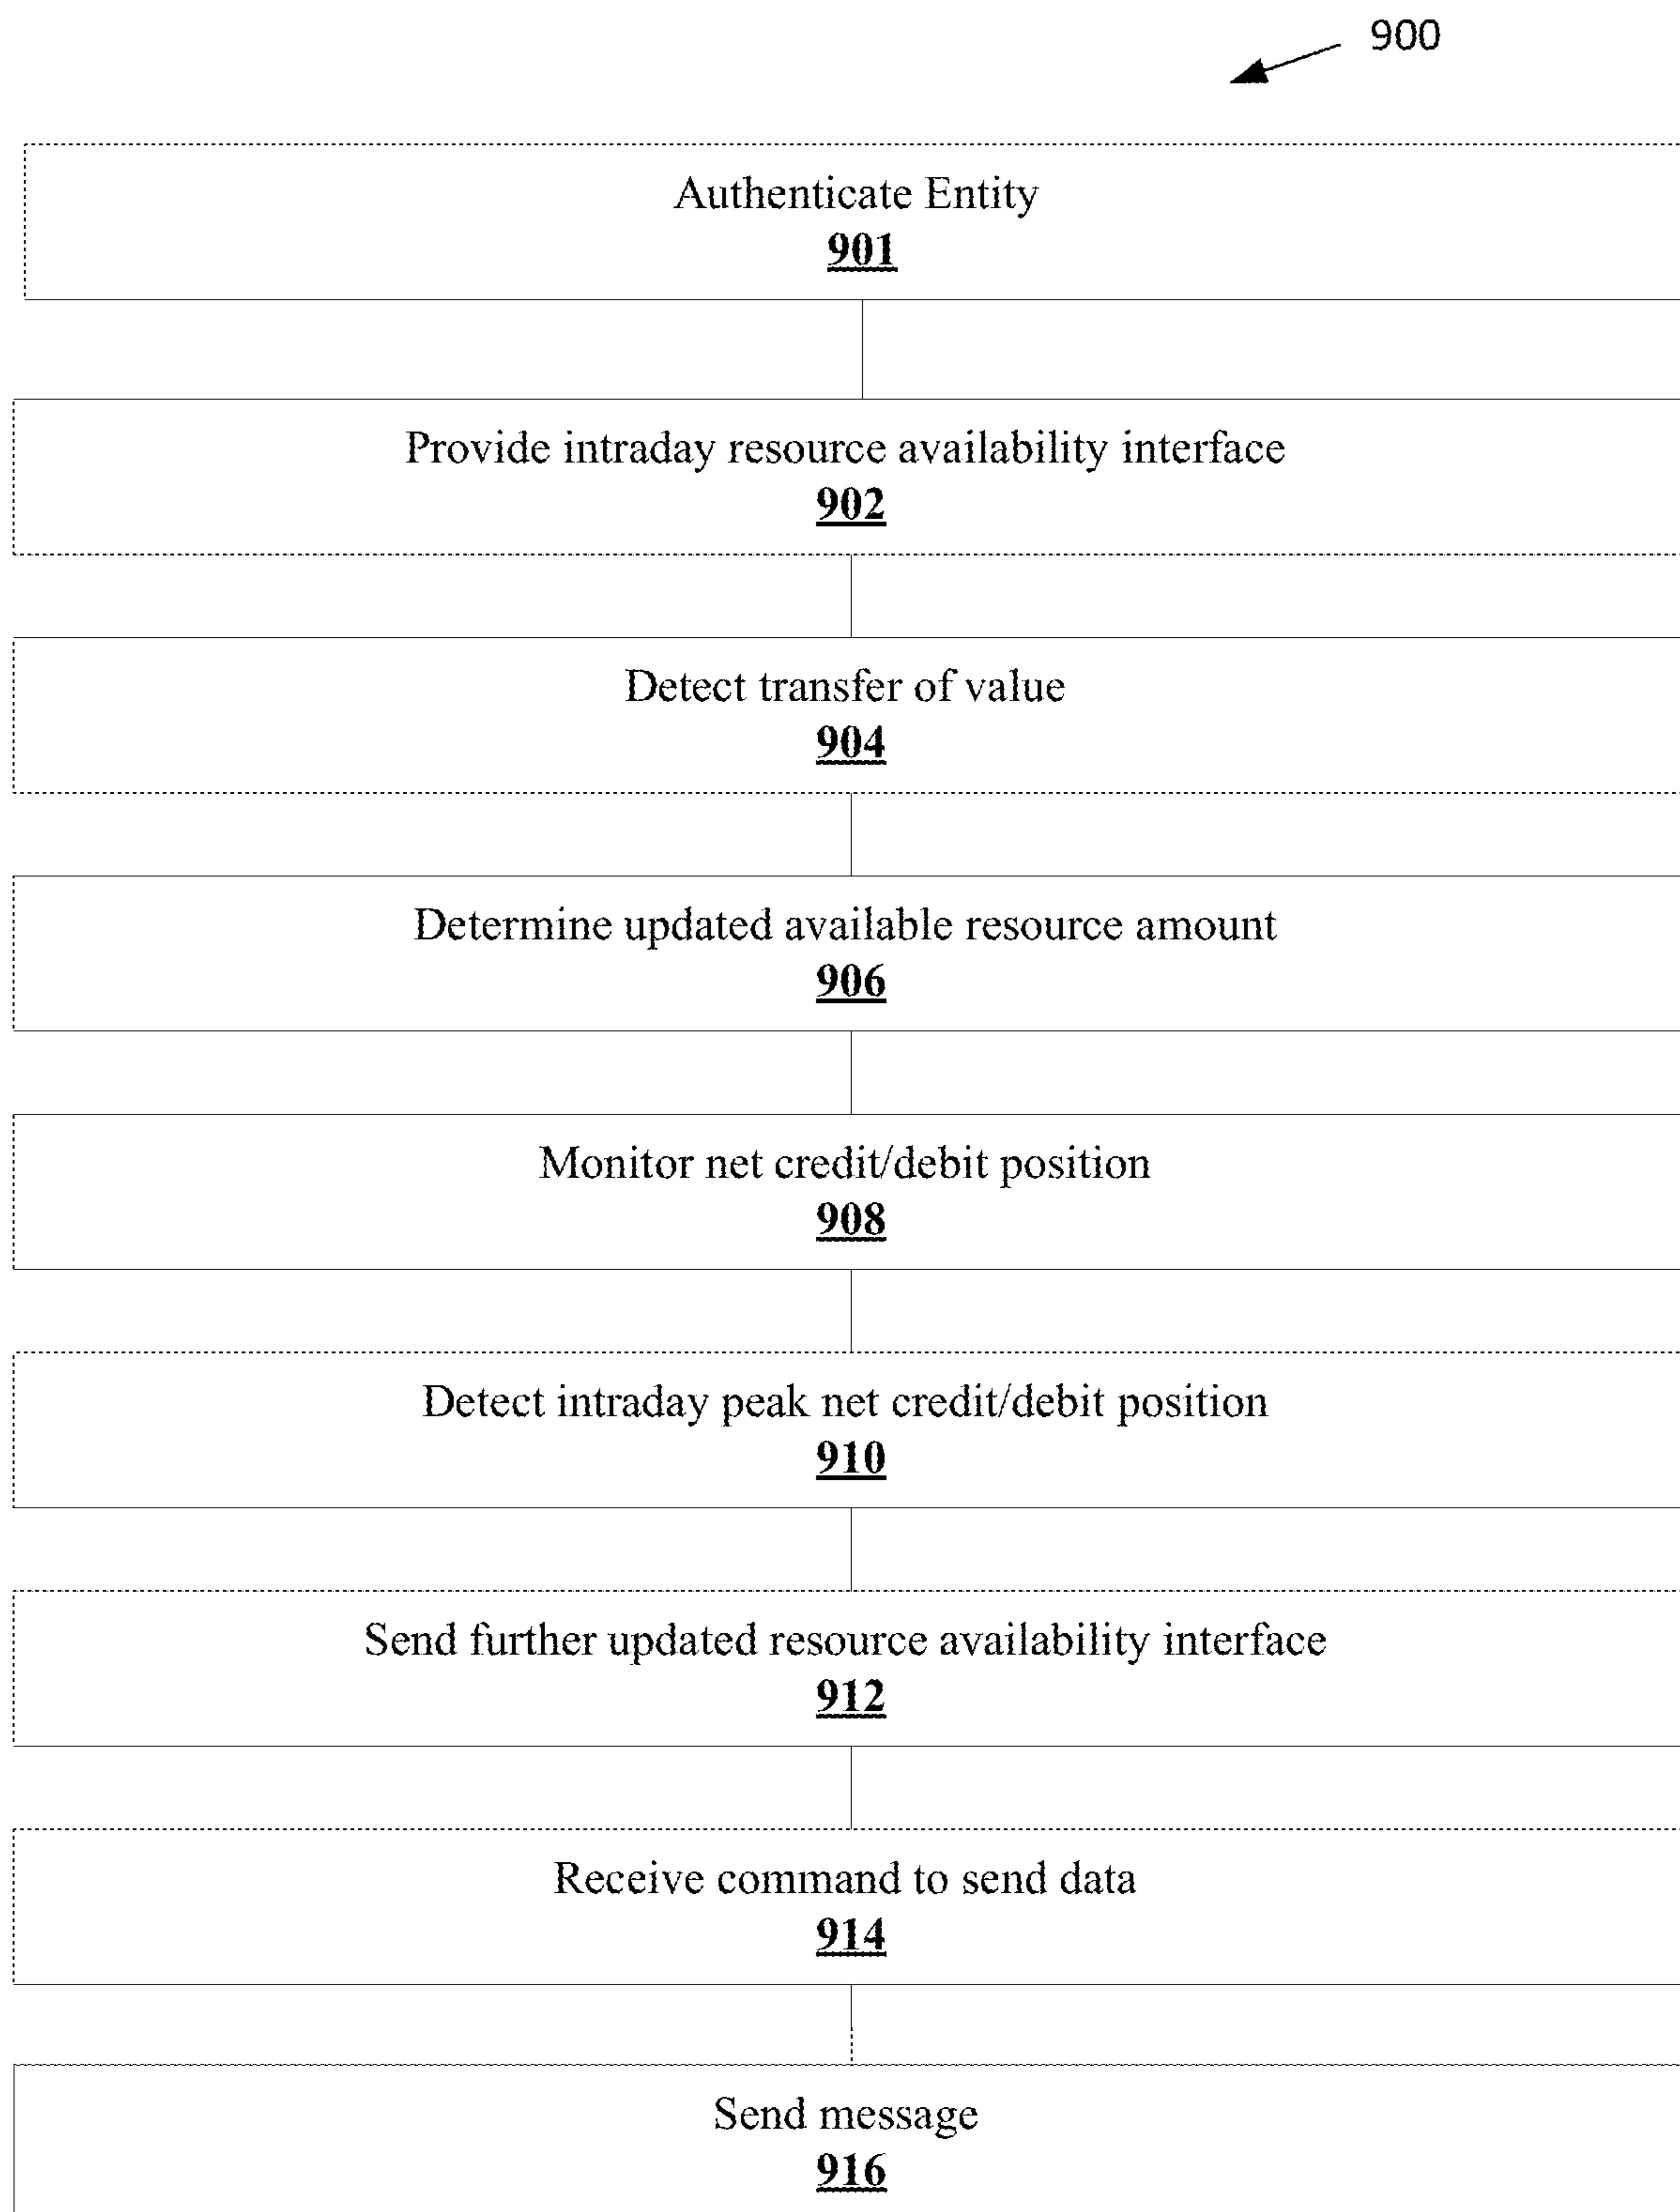 900
Authenticate Entity
901
Provide intraday resource availability interface
902
Detect transfer of value
904
Determine updated available resource amount
906
Monitor net credit/debit position
908
Detect intraday peak net credit/debit position
910
Send further updated resource availability interface
912
Receive command to send data
914
Send message
916